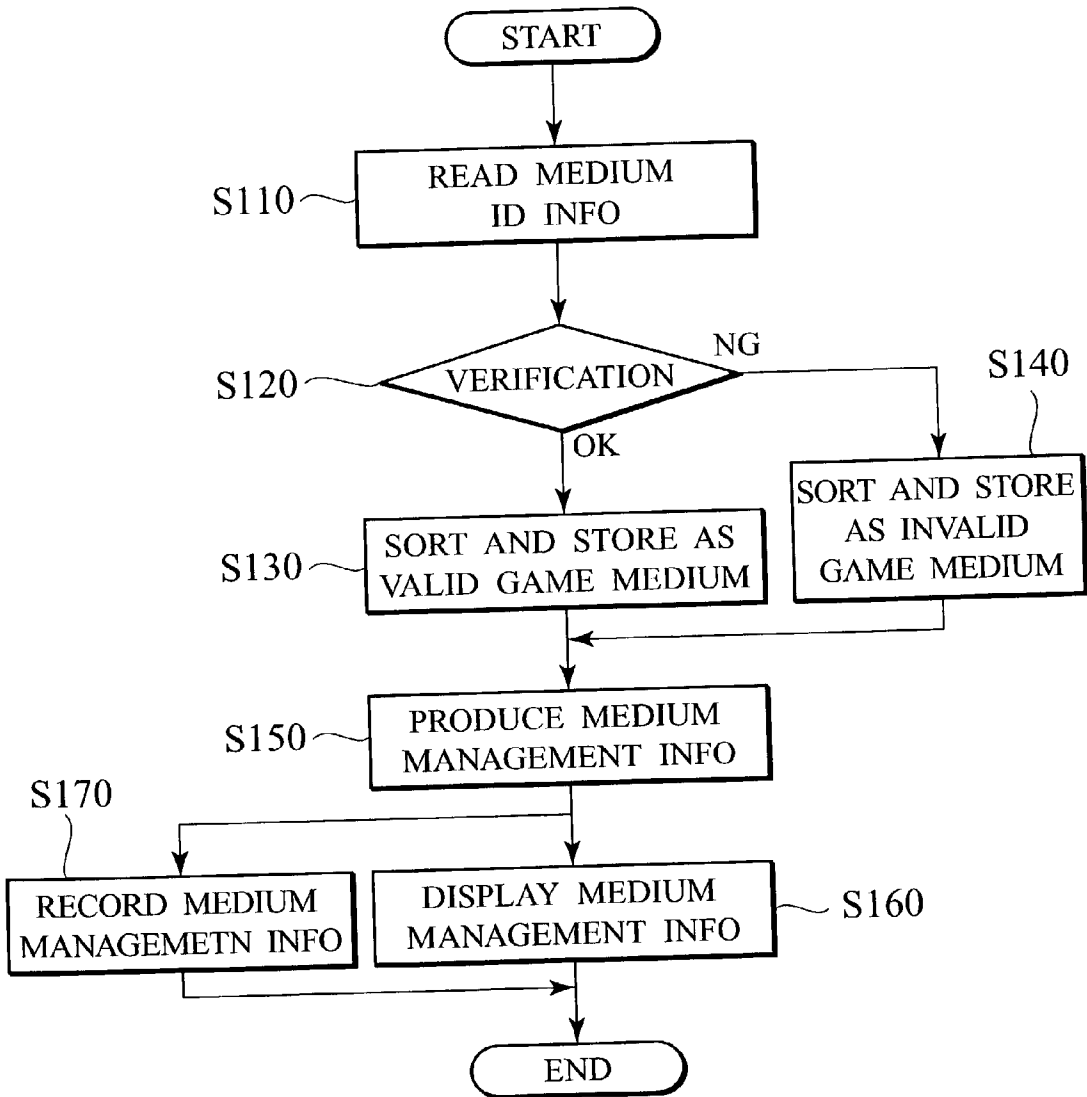 START
S110
READ MEDIUM
ID INFO
S120
VERIFICATION
NG
OK
S140
SORT AND STORE
AS INVALID
GAME MEDIUM
S130
SORT AND STORE AS
VALID GAME MEDIUM
S150
PRODUCE MEDIUM
MANAGEMENT INFO
S170
RECORD MEDIUM
MANAGEMETN INFO
DISPLAY MEDIUM
MANAGEMENT INFO
S160
END